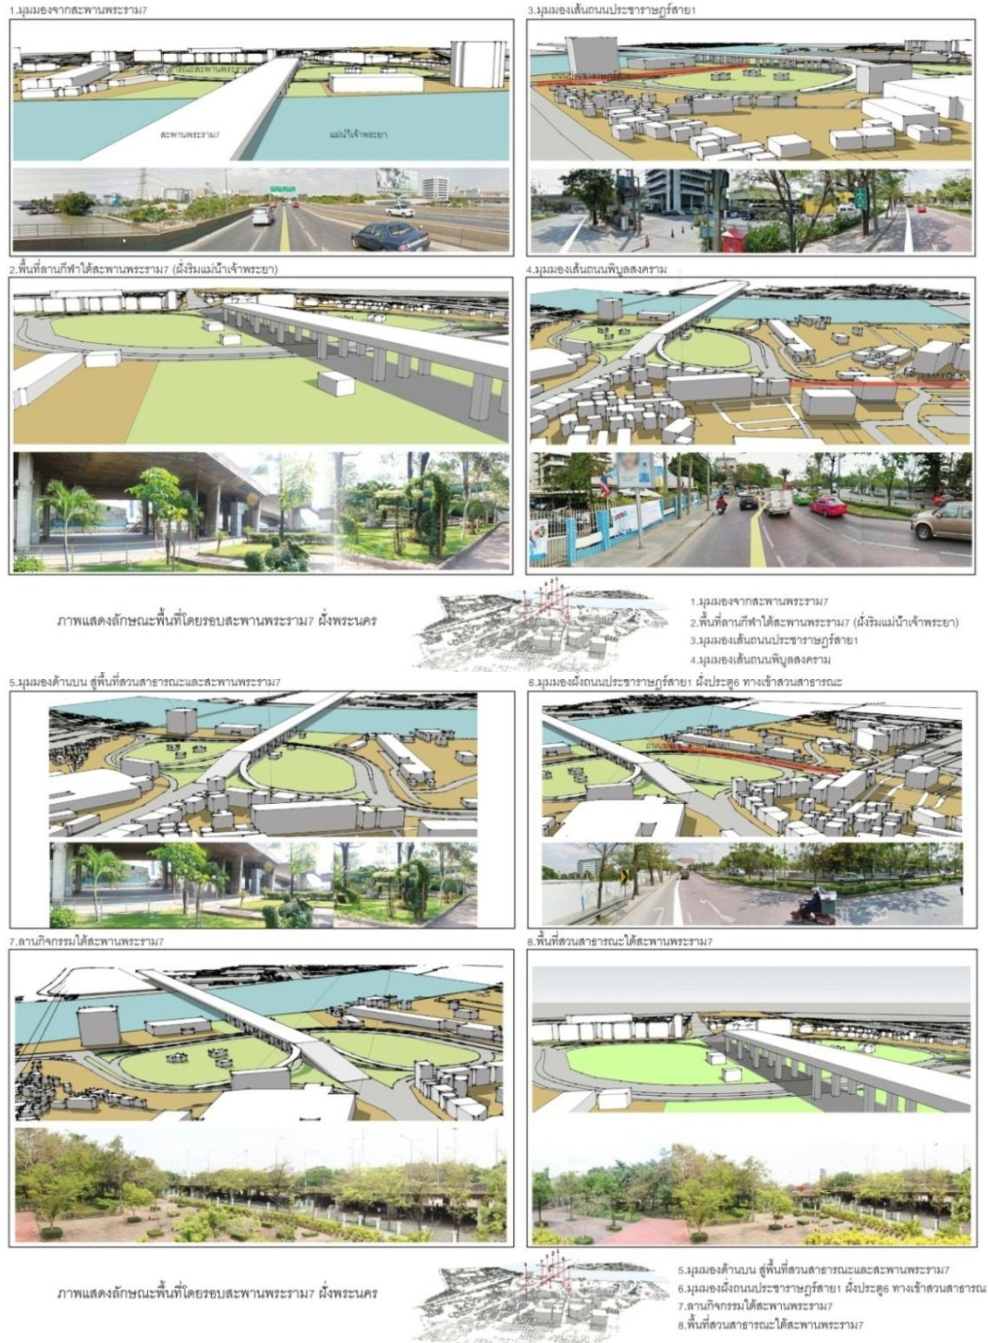 1.มุมมองจากสะพานพระราม7
3.มุมมองเส้นถนนประชาราษฎร์สาย1
สะพานพระราม7
แม่น้ำเจ้าพระยา
2.พื้นที่ลานกีฬาใต้สะพานพระราม7 (ฝั่งริมแม่น้ำเจ้าพระยา)
4.มุมมองเส้นถนนพิบูลสงคราม
ภาพแสดงลักษณะพื้นที่โดยรอบสะพานพระราม7 ฝั่งพระนคร
1.มุมมองจากสะพานพระราม7
2.พื้นที่ลานกีฬาใต้สะพานพระราม7 (ฝั่งริมแม่น้ำเจ้าพระยา)
3.มุมมองเส้นถนนประชาราษฎร์สาย1
4.มุมมองเส้นถนนพิบูลสงคราม
5.มุมมองด้านบน สู่พื้นที่สวนสาธารณะและสะพานพระราม7
6.มุมมองฝั่งถนนประชาราษฎร์สาย1 ฝั่งประตู6 ทางเข้าสวนสาธารณะ
7.ลานกิจกรรมใต้สะพานพระราม7
8.พื้นที่สวนสาธารณะใต้สะพานพระราม7
ภาพแสดงลักษณะพื้นที่โดยรอบสะพานพระราม7 ฝั่งพระนคร
5.มุมมองด้านบน สู่พื้นที่สวนสาธารณะและสะพานพระราม7
6.มุมมองฝั่งถนนประชาราษฎร์สาย1 ฝั่งประตู6 ทางเข้าสวนสาธารณ
7.ลานกิจกรรมใต้สะพานพระราม7
8.พื้นที่สวนสาธารณะใต้สะพานพระราม7